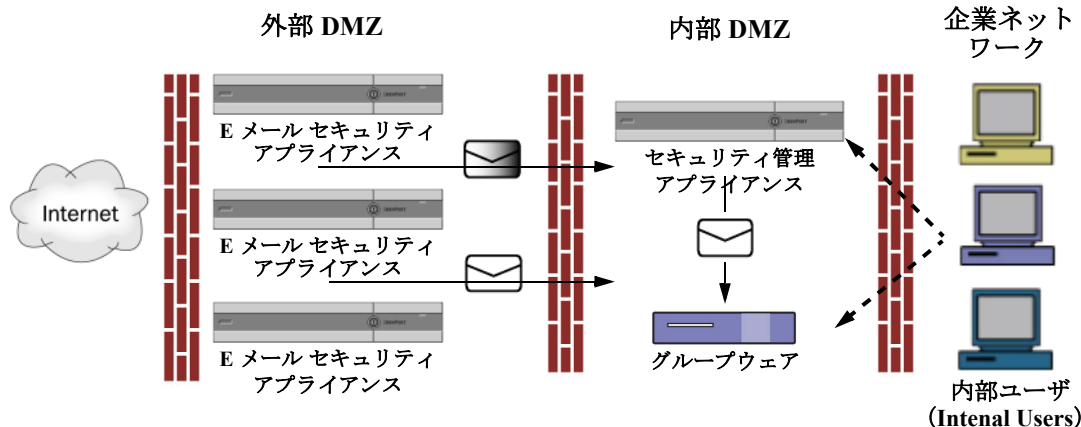 外部 DMZ
内部 DMZ
企業ネット
ワーク
E メール セキュリティ
アプライアンス
セキュリティ管理
アプライアンス
Internet
E メール セキュリティ
アプライアンス
E メール セキュリティ
アプライアンス
グループウェア
内部ユーザ
(Intenal Users)